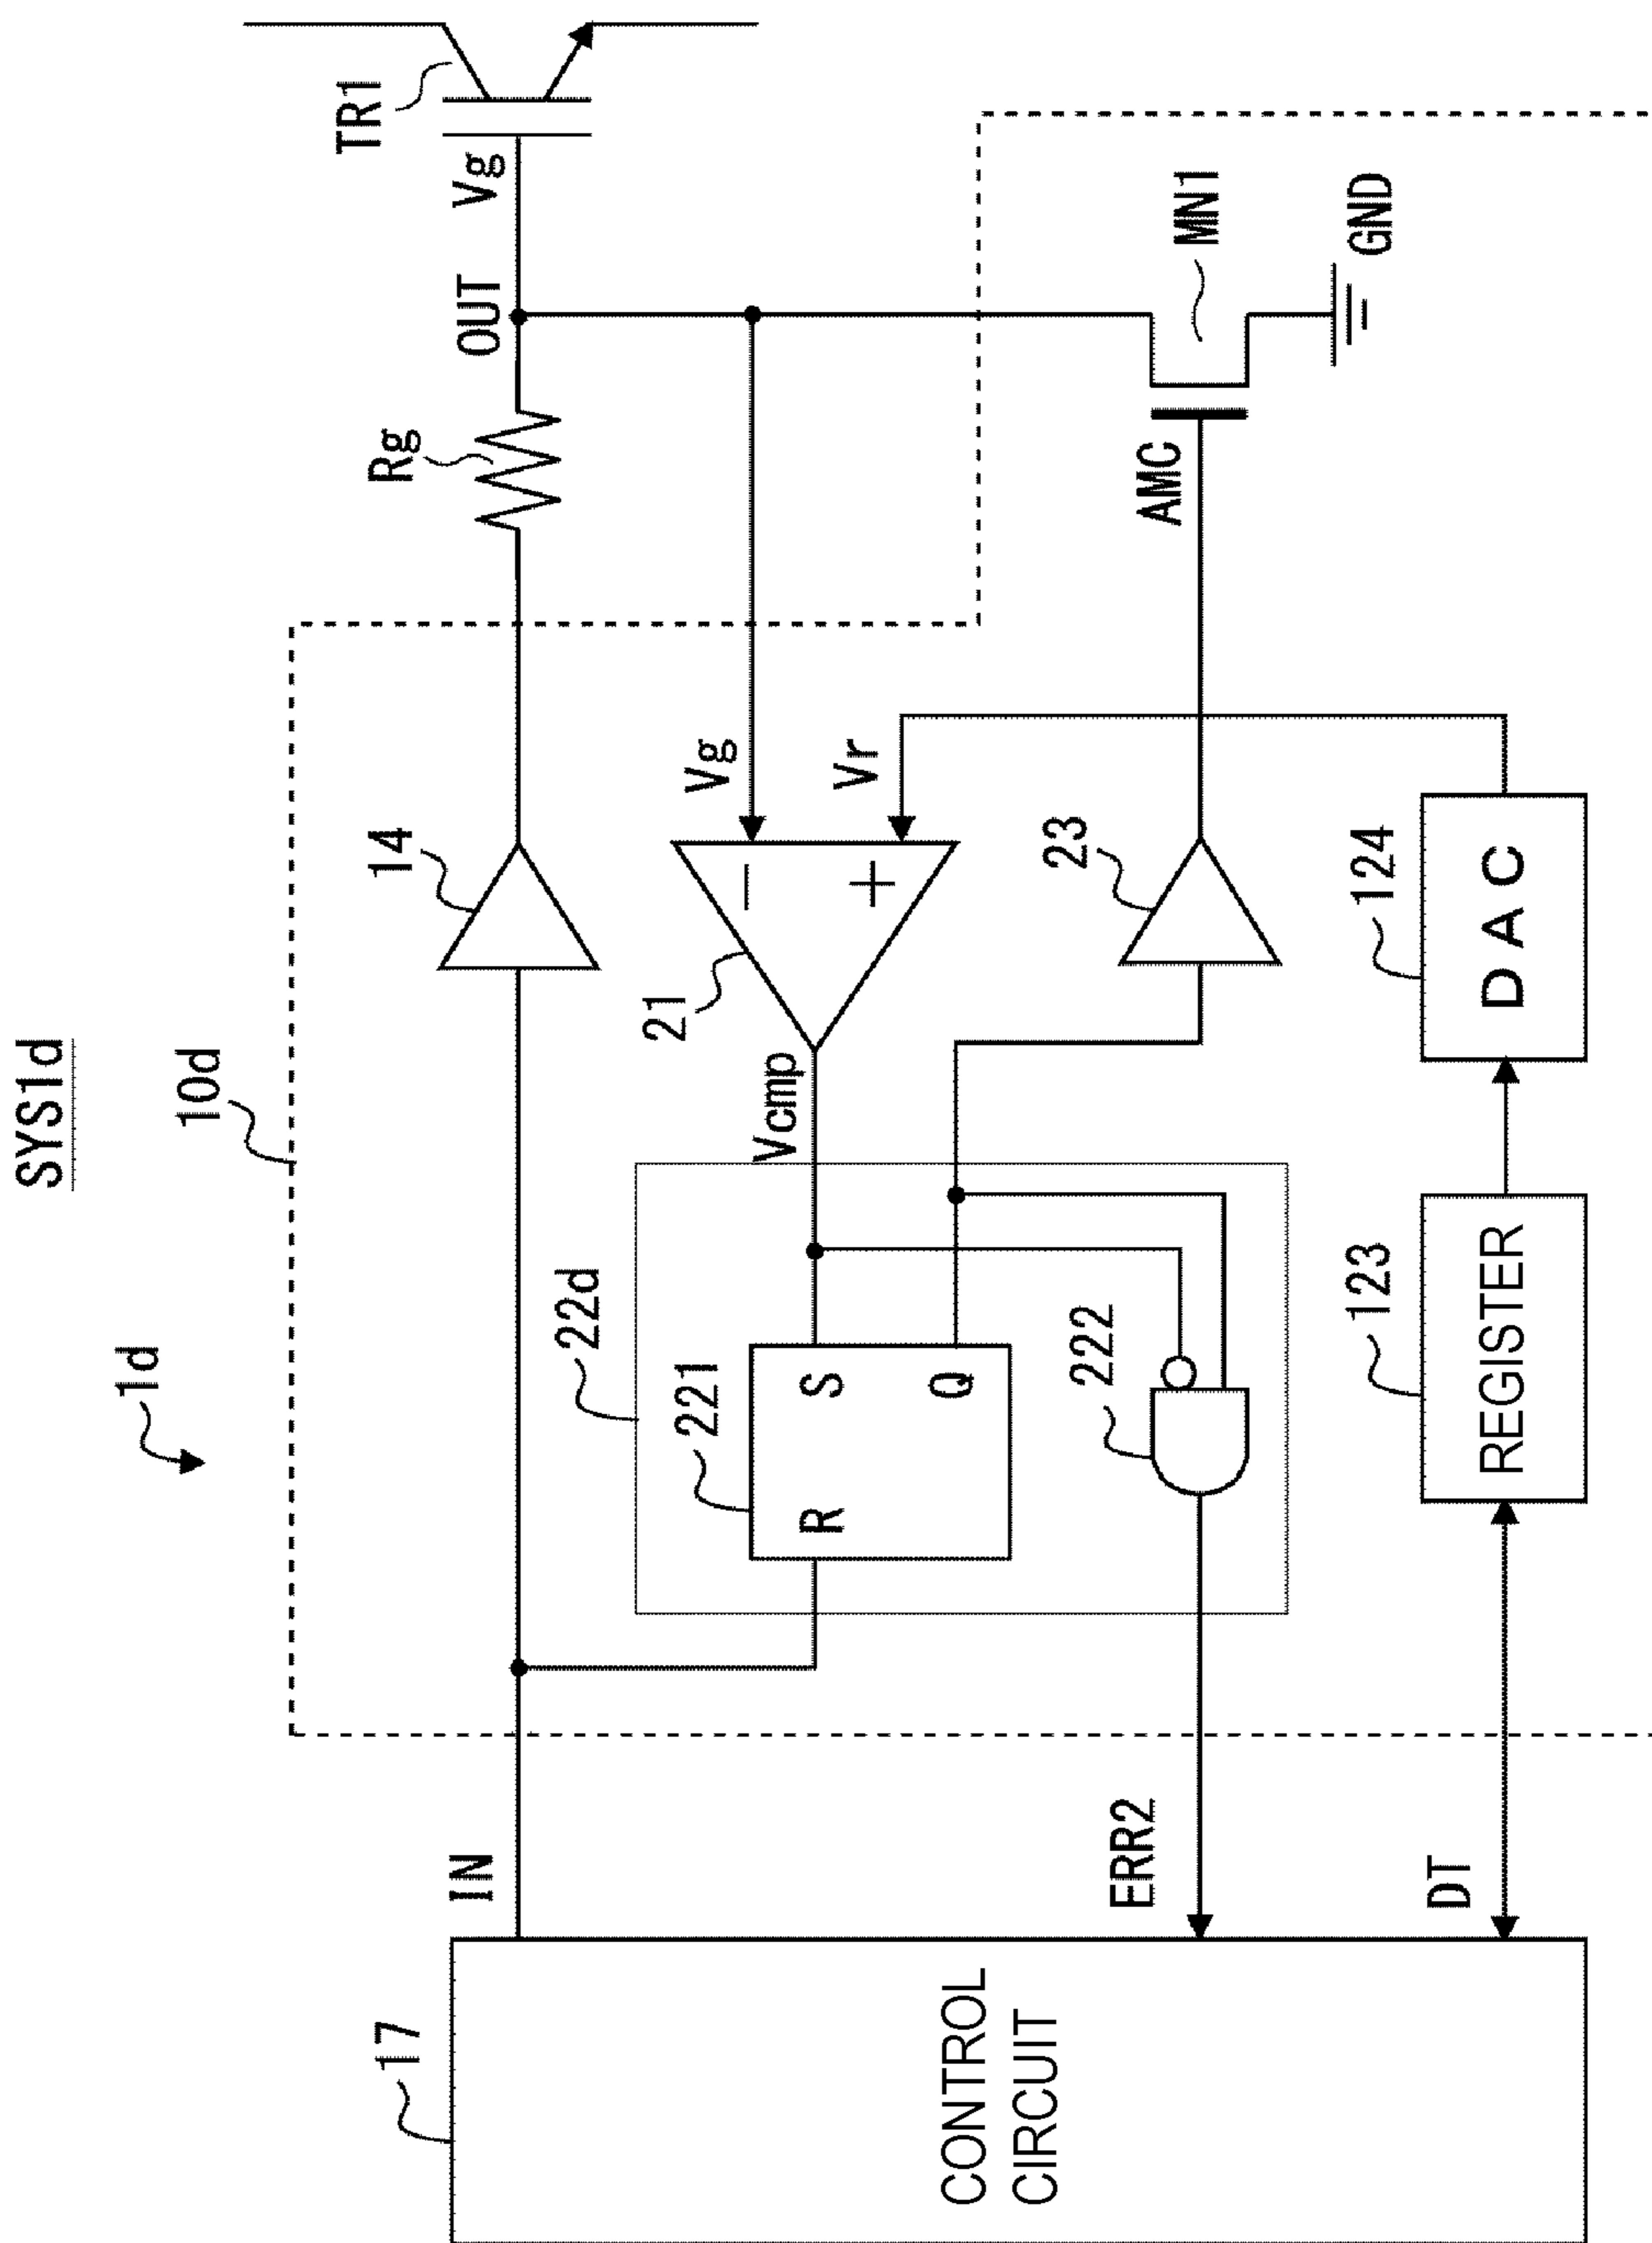 SYS1d
1d
10d
17
CONTROL
CIRCUIT
IN
ERR2
DT
14
Rg
OUT
Vg
TR1
22d
221
R
S
Q
222
Vcmp
21
Vg
Vr
−
+
23
AMC
MN1
GND
123
REGISTER
124
DAC